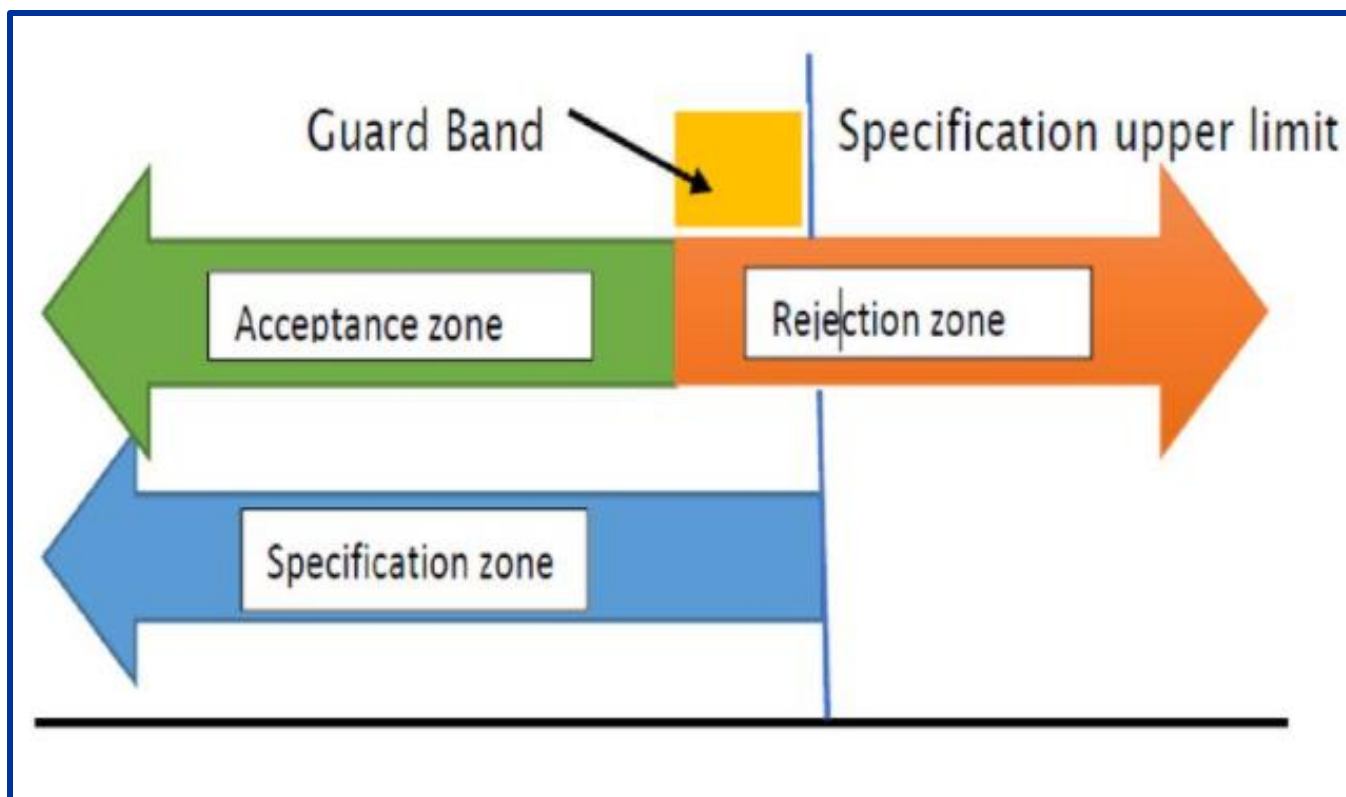 Guard Band
Specification upper limit
Acceptance zone
Rejection zone
Specification zone